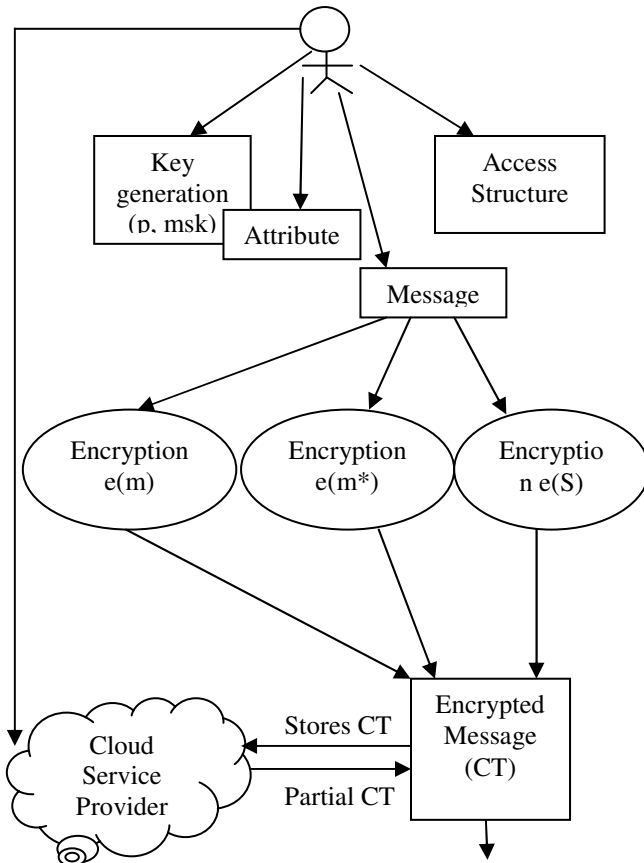 Key
generation
(p, msk)
Attribute
Access
Structure
Message
Encryption
e(m)
Encryption
e(m*)
Encryptio
n e(S)
Encrypted
Message
(CT)
Stores CT
Partial CT
Cloud
Service
Provider